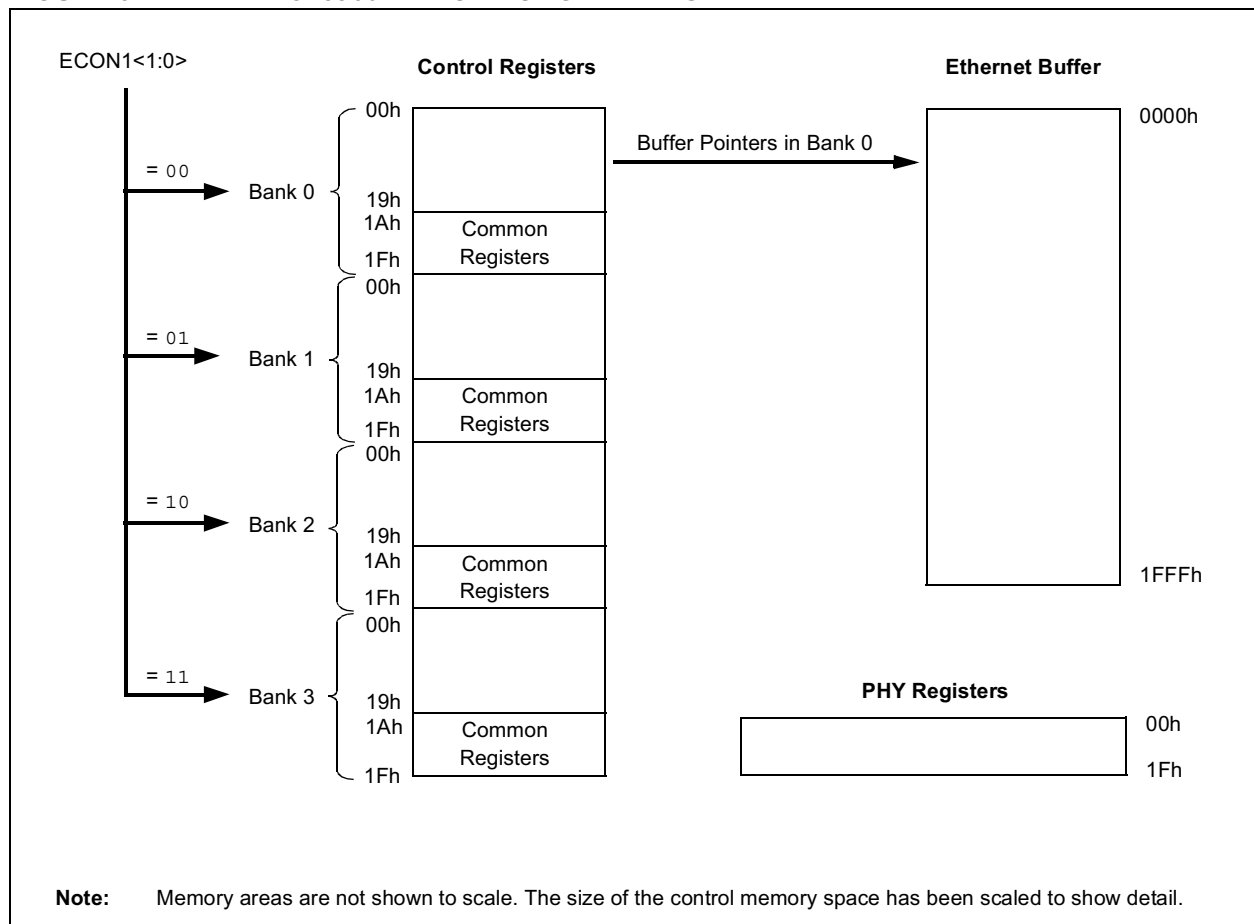 ECON1<1:0>
Control Registers
Ethernet Buffer
= 00
Bank 0
00h
19h
1Ah
1Fh
Common
Registers
Buffer Pointers in Bank 0
0000h
1FFFh
= 01
Bank 1
00h
19h
1Ah
1Fh
Common
Registers
= 10
Bank 2
00h
19h
1Ah
1Fh
Common
Registers
= 11
Bank 3
00h
19h
1Ah
1Fh
Common
Registers
PHY Registers
00h
1Fh
Note: Memory areas are not shown to scale. The size of the control memory space has been scaled to show detail.